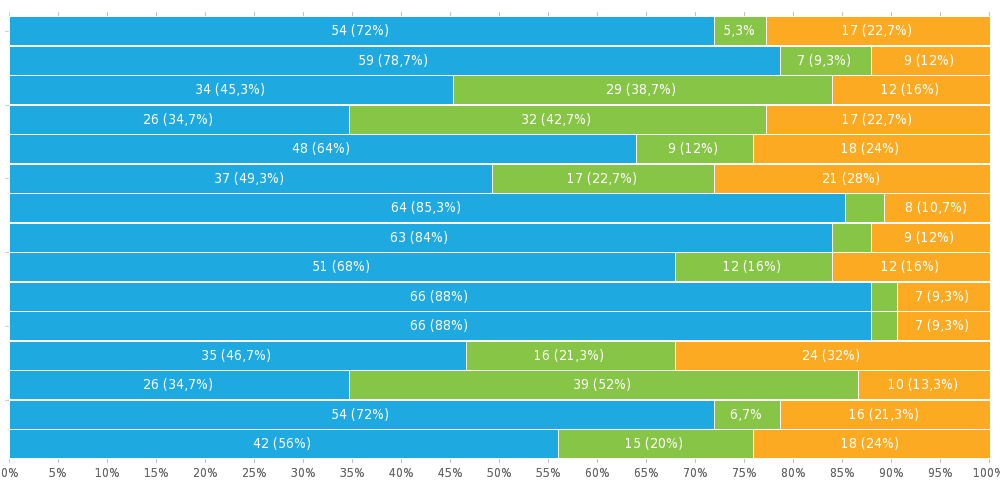 54 (72%) 5,3% 17 (22,7%)
59 (78,7%) 7 (9,3%) 9 (12%)
34 (45,3%) 29 (38,7%) 12 (16%)
26 (34,7%) 32 (42,7%) 17 (22,7%)
48 (64%) 9 (12%) 18 (24%)
37 (49,3%) 17 (22,7%) 21 (28%)
64 (85,3%) 8 (10,7%)
63 (84%) 9 (12%)
51 (68%) 12 (16%) 12 (16%)
66 (88%) 7 (9,3%)
66 (88%) 7 (9,3%)
35 (46,7%) 16 (21,3%) 24 (32%)
26 (34,7%) 39 (52%) 10 (13,3%)
54 (72%) 6,7% 16 (21,3%)
42 (56%) 15 (20%) 18 (24%)
0% 5% 10% 15% 20% 25% 30% 35% 40% 45% 50% 55% 60% 65% 70% 75% 80% 85% 90% 95% 100%